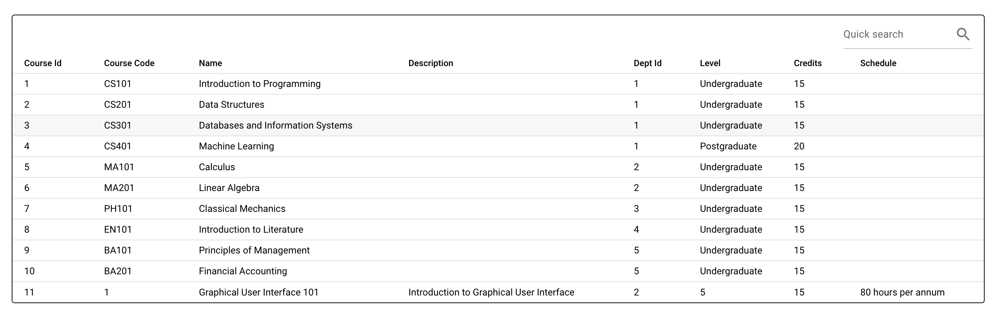 Quick search
Course Id Course Code Name Description Dept Id Level Credits Schedule
1 CS101 Introduction to Programming 1 Undergraduate 15
2 CS201 Data Structures 1 Undergraduate 15
3 CS301 Databases and Information Systems 1 Undergraduate 15
4 CS401 Machine Learning 1 Postgraduate 20
5 MA101 Calculus 2 Undergraduate 15
6 MA201 Linear Algebra 2 Undergraduate 15
7 PH101 Classical Mechanics 3 Undergraduate 15
8 EN101 Introduction to Literature 4 Undergraduate 15
9 BA101 Principles of Management 5 Undergraduate 15
10 BA201 Financial Accounting 5 Undergraduate 15
11 1 Graphical User Interface 101 Introduction to Graphical User Interface 2 5 15 80 hours per annum